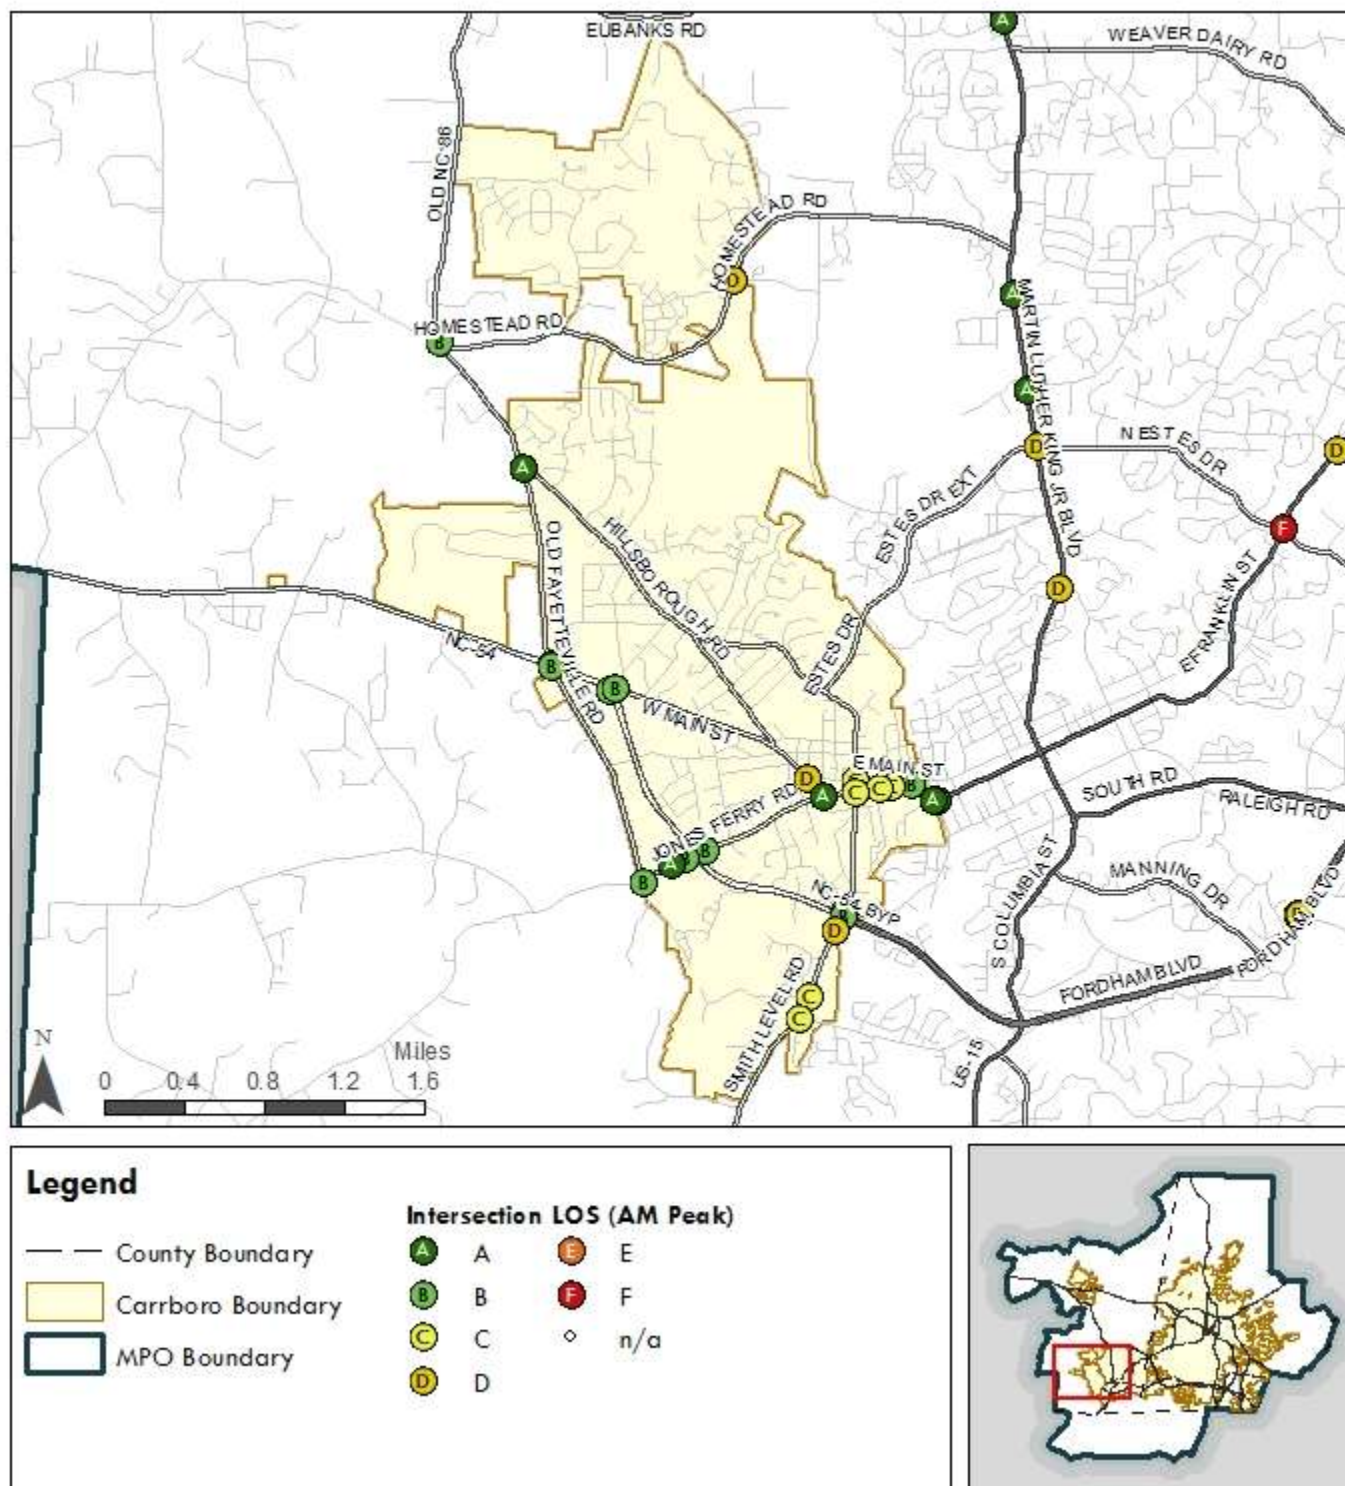 EUBANKS RD
A
WEAVER DAIRY RD
OLD NC-86
HOMESTEAD RD
D
A
MARTIN LUTHER KING JR BLVD
HOMESTEAD RD
B
A
D
N ESTES DR
D
A
ESTES DR EXT
F
HILLSBOROUGH RD
OLD FAYETTEVILLE RD
D
E FRANKLIN ST
NC-54
B
B
ESTES DR
W MAIN ST
D
E MAIN ST
A
C
C
B
A
SOUTH RD
RALEIGH RD
JONES FERRY RD
B
A
B
B
MANNING DR
S COLUMBIA ST
NC-54 BYP
D
FORDHAM BLVD
FORDHAM BLVD
SMITH LEVEL RD
C
C
US-15
N
Miles
0 0.4 0.8 1.2 1.6
Legend
County Boundary
Carrboro Boundary
MPO Boundary
Intersection LOS (AM Peak)
A A
B B
C C
D D
E E
F F
n/a